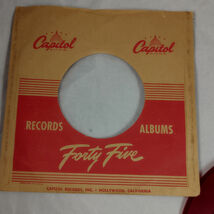 Capitol Capitol
RECORDS ALBUMS
Forty Five
CAPITOL RECORDS, INC. • HOLLYWOOD, CALIFORNIA